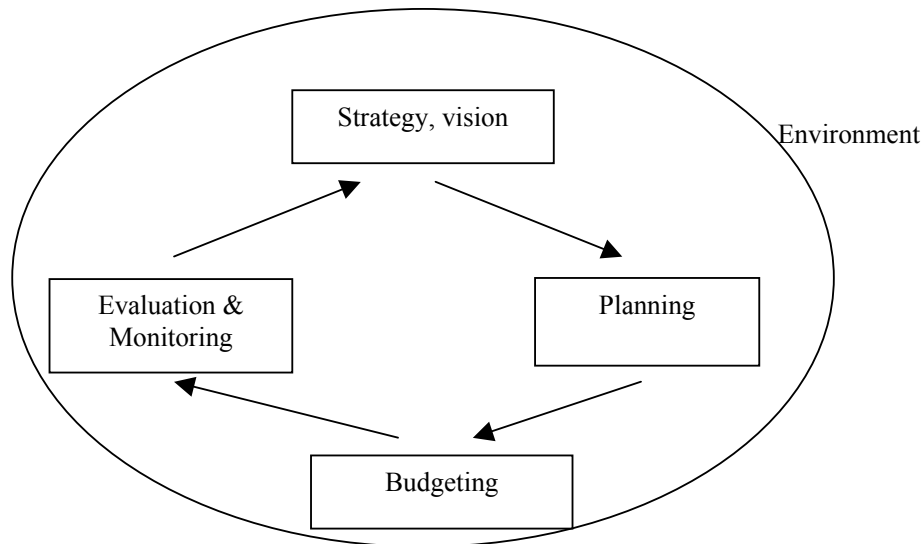 Strategy, vision
Environment
Evaluation &
Monitoring
Planning
Budgeting